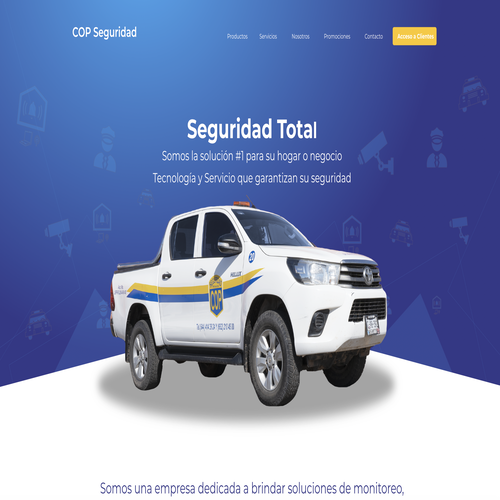 COP Seguridad
Productos Servicios Nosotros Promociones Contacto Acceso a Clientes
Seguridad Total
Somos la solución #1 para su hogar o negocio
Tecnología y Servicio que garantizan su seguridad
COP
Somos una empresa dedicada a brindar soluciones de monitoreo,